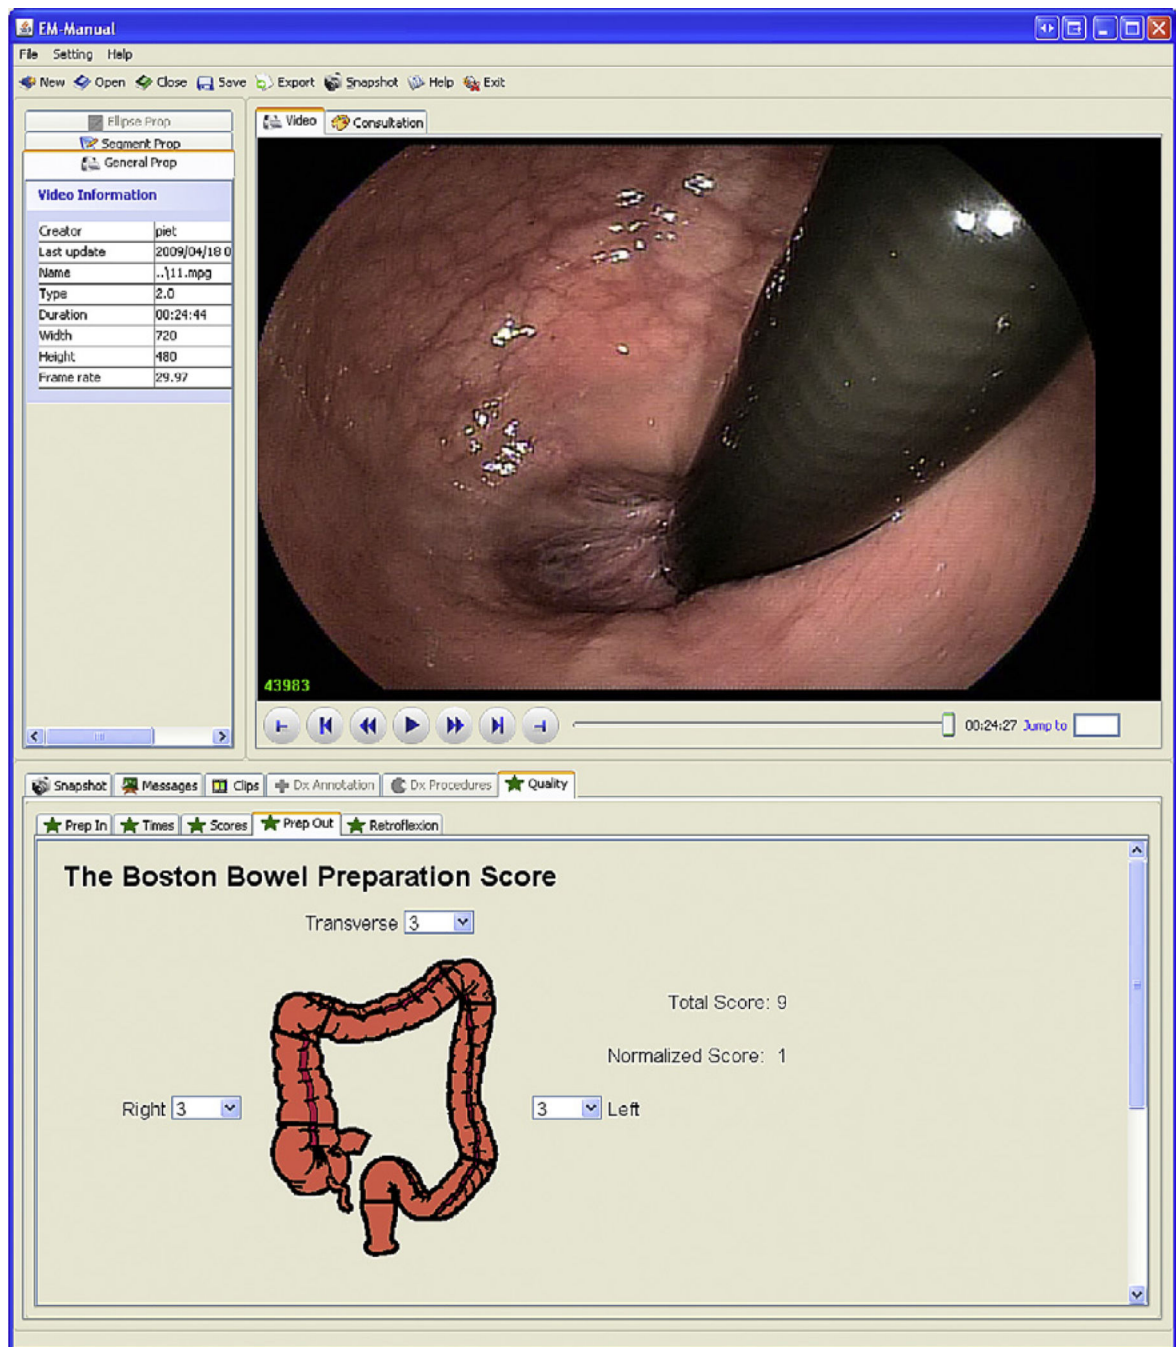 EM-Manual
File Setting Help
New Open Close Save Export Snapshot Help Exit
Ellipse Prop
Segment Prop
General Prop
Video Information
Creator piet
Last update 2009/04/18 0
Name ..\11.mpg
Type 2.0
Duration 00:24:44
Width 720
Height 480
Frame rate 29.97
Video Consultation
43983
00:24:27 Jump to
Snapshot Messages Clips Dx Annotation Dx Procedures Quality
Prep In Times Scores Prep Out Retroflexion
The Boston Bowel Preparation Score
Transverse 3
Total Score: 9
Normalized Score: 1
Right 3
3 Left